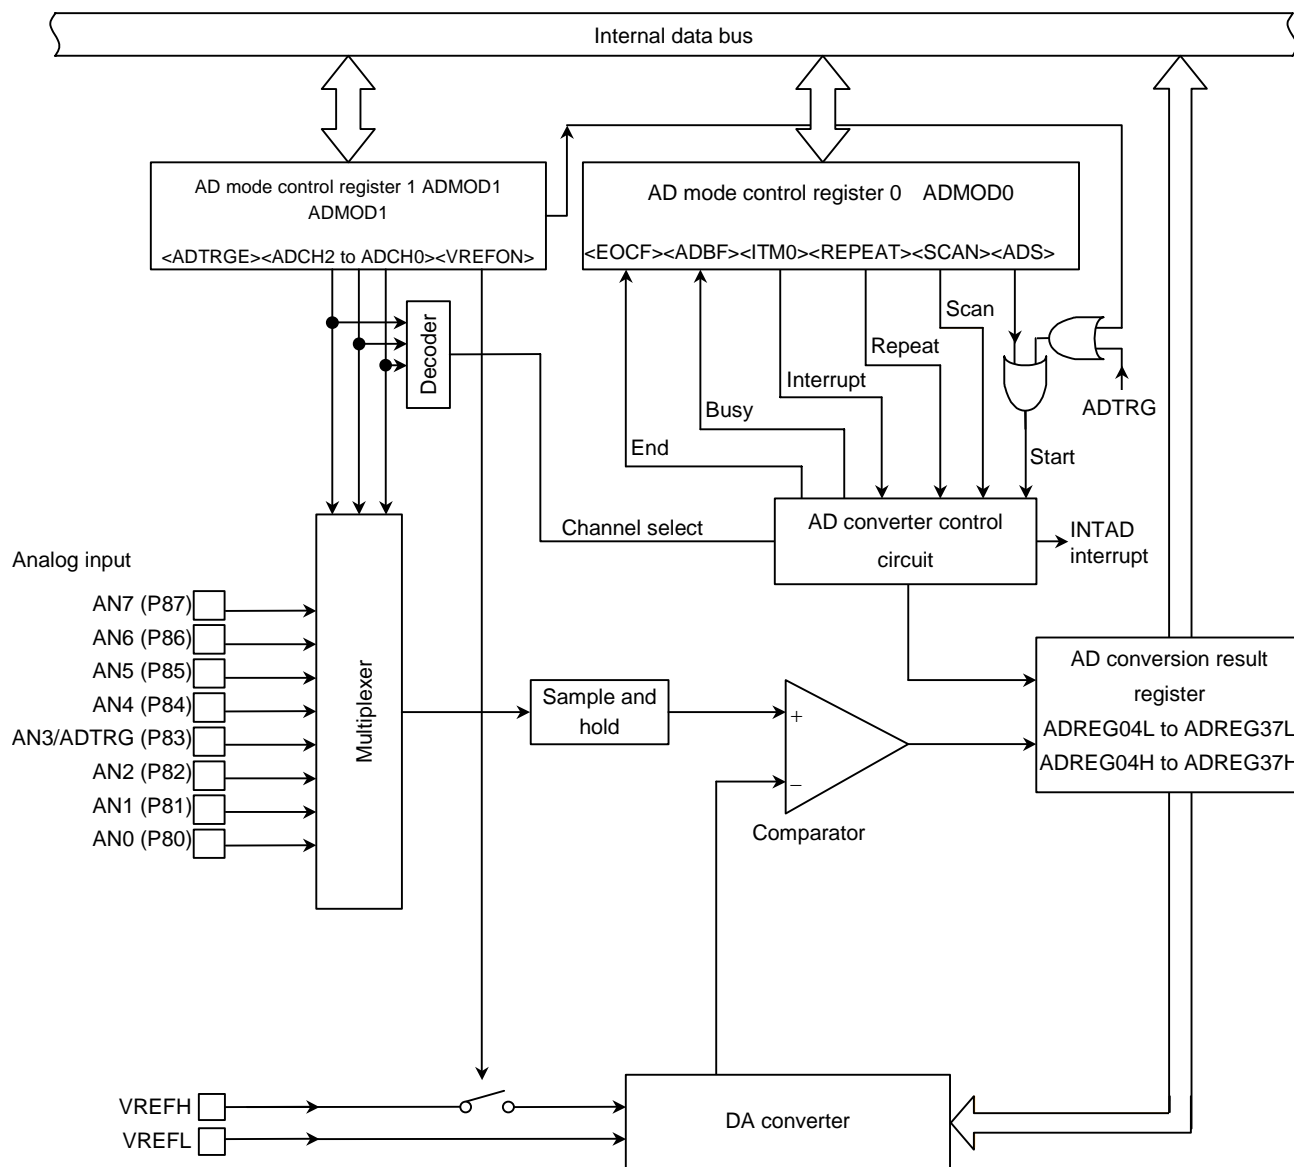 Internal data bus
AD mode control register 1 ADMOD1
ADMOD1
<ADTRGE><ADCH2 to ADCH0><VREFON>
AD mode control register 0 ADMOD0
<EOCF><ADBF><ITM0><REPEAT><SCAN><ADS>
Decoder
Scan
Repeat
Interrupt
Busy
End
ADTRG
Start
Channel select
AD converter control
circuit
INTAD
interrupt
Analog input
AN7 (P87)
AN6 (P86)
AN5 (P85)
AN4 (P84)
AN3/ADTRG (P83)
AN2 (P82)
AN1 (P81)
AN0 (P80)
Multiplexer
Sample and
hold
+
−
Comparator
AD conversion result
register
ADREG04L to ADREG37L
ADREG04H to ADREG37H
VREFH
VREFL
DA converter